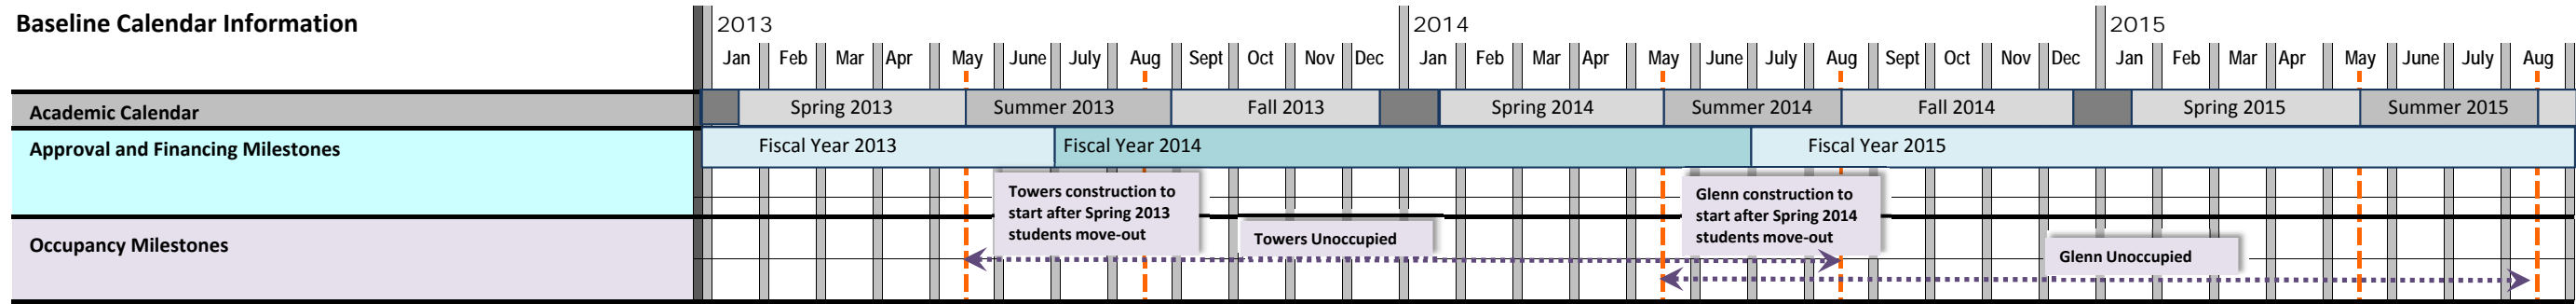 Baseline Calendar Information
2013 2014 2015
Jan Feb Mar Apr May June July Aug Sept Oct Nov Dec Jan Feb Mar Apr May June July Aug Sept Oct Nov Dec Jan Feb Mar Apr May June July Aug
Academic Calendar Spring 2013 Summer 2013 Fall 2013 Spring 2014 Summer 2014 Fall 2014 Spring 2015 Summer 2015
Approval and Financing Milestones Fiscal Year 2013 Fiscal Year 2014 Fiscal Year 2015
Towers construction to
start after Spring 2013
students move-out
Glenn construction to
start after Spring 2014
students move-out
Occupancy Milestones
Towers Unoccupied
Glenn Unoccupied